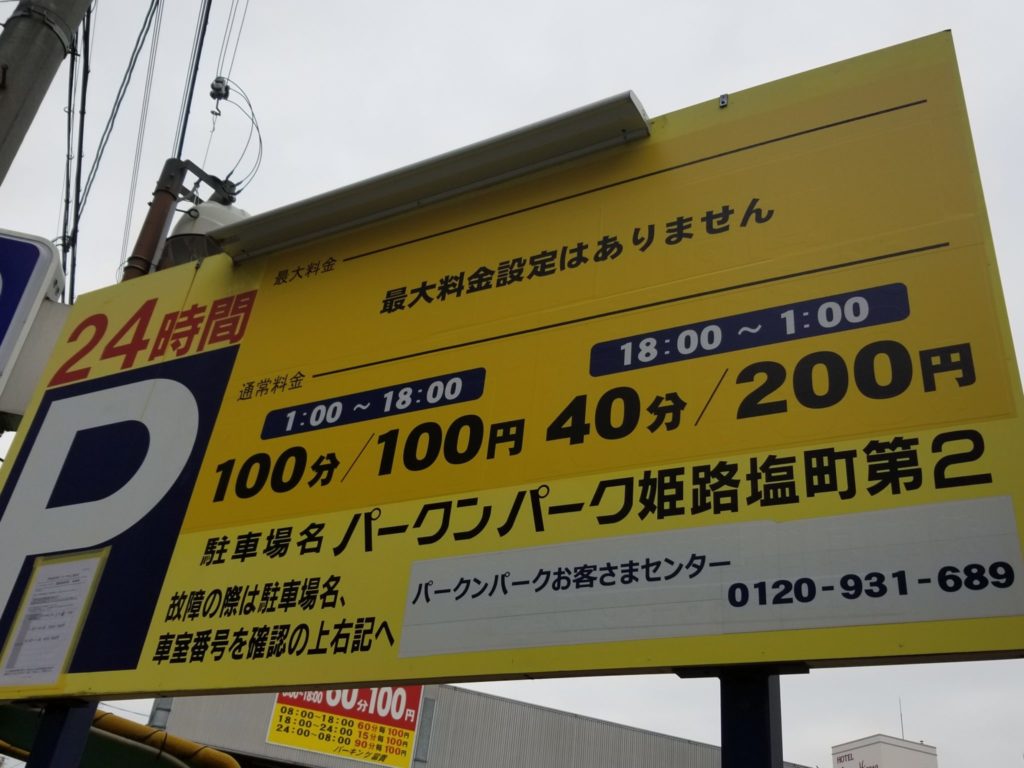 24時間
P
最大料金
最大料金設定はありません
通常料金
1:00 ~ 18:00
100分/100円
18:00 ~ 1:00
40分/200円
駐車場名 パークンパーク姫路塩町第2
故障の際は駐車場名、
車室番号を確認の上右記へ
パークンパークお客さまセンター
0120-931-689
60分100円
08:00~18:00 60分毎100円
18:00~24:00 15分毎100円
24:00~08:00 90分毎100円
HOTEL